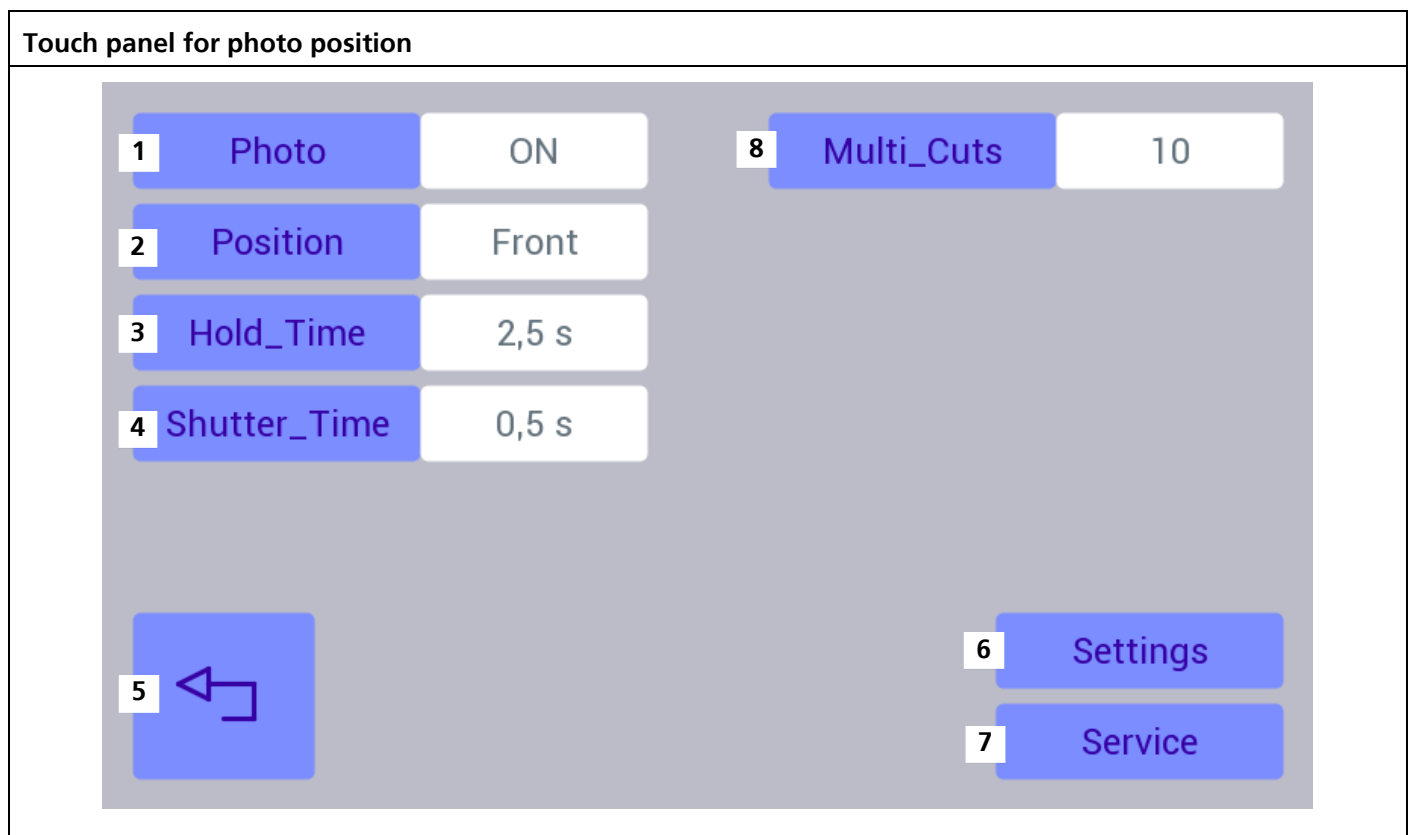 Touch panel for photo position
1 Photo ON
8 Multi_Cuts 10
2 Position Front
3 Hold_Time 2,5 s
4 Shutter_Time 0,5 s
5
6 Settings
7 Service